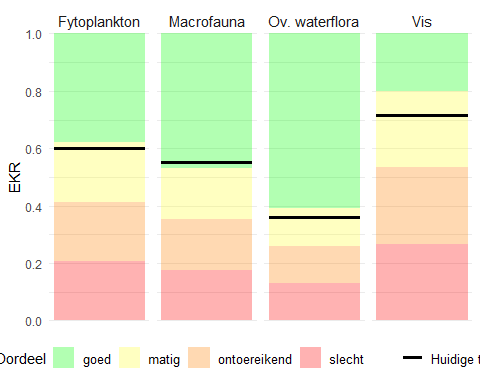 Fytoplankton Macrofauna Ov. waterflora Vis
1.0
0.8
0.6
0.4
0.2
0.0
EKR
goed matig ontoereikend slecht Huidige